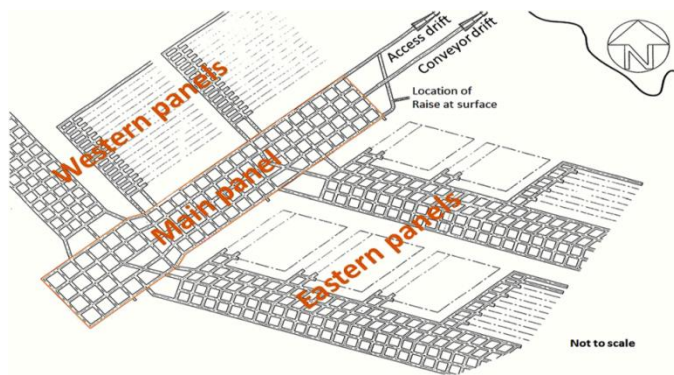 Access drift
Conveyor drift
N
Location of
Raise at surface
Western panels
Main panel
Eastern panels
Not to scale